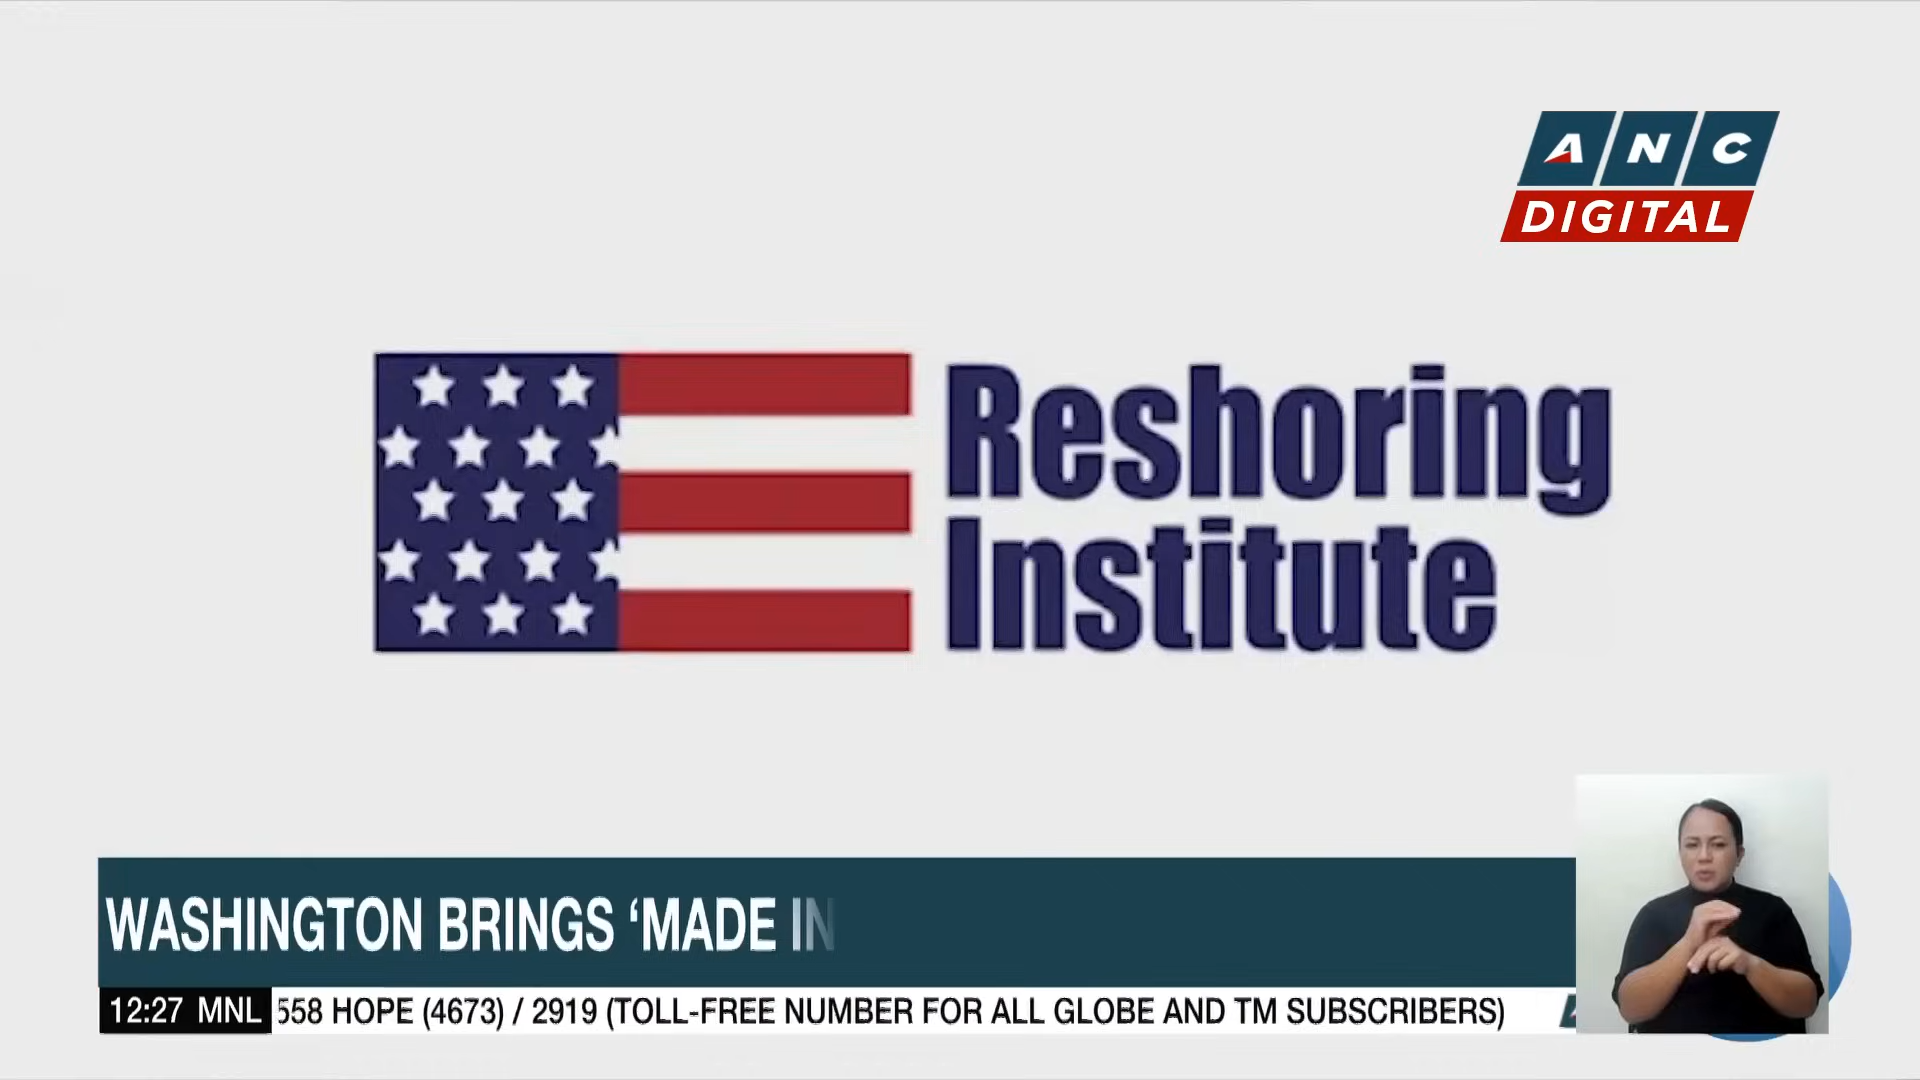 ANC
DIGITAL
Reshoring
Institute
WASHINGTON BRINGS ‘MADE IN
12:27 MNL
558 HOPE (4673) / 2919 (TOLL-FREE NUMBER FOR ALL GLOBE AND TM SUBSCRIBERS)